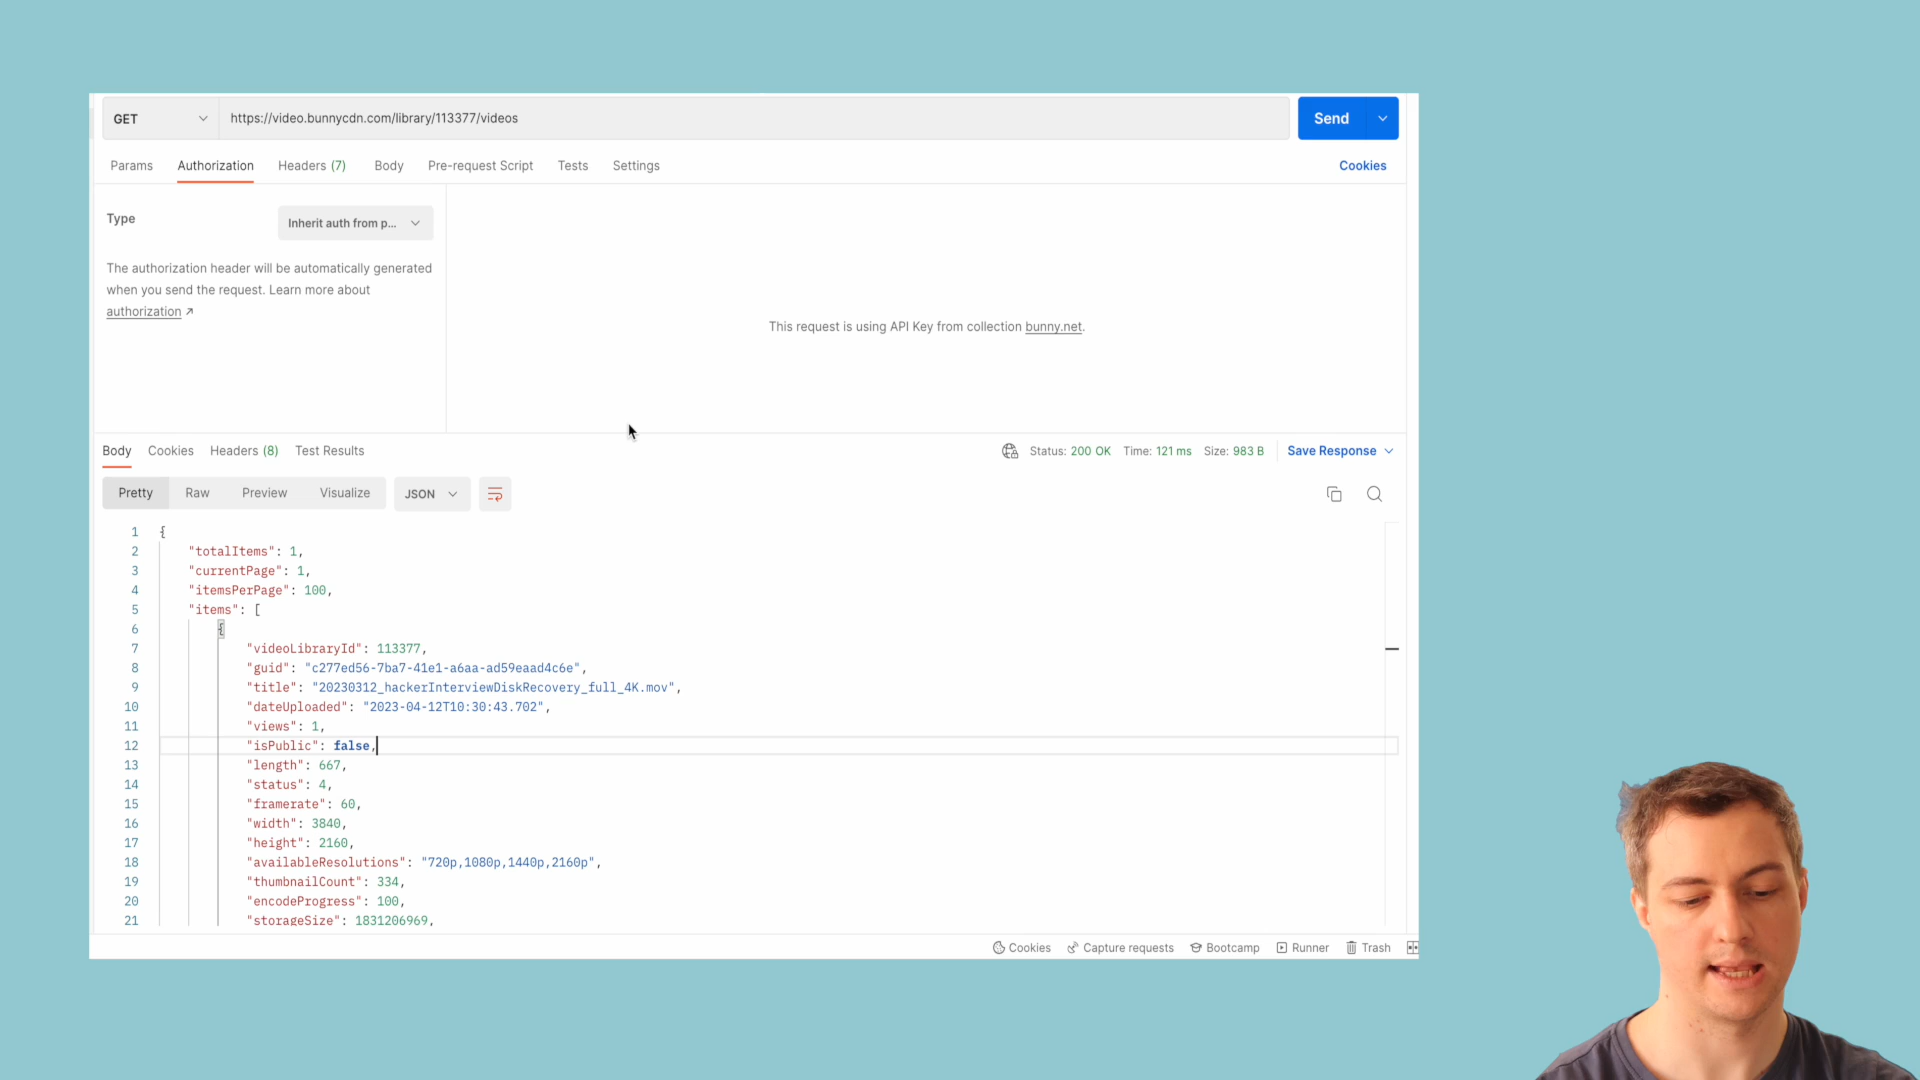 GET
https://video.bunnycdn.com/library/113377/videos
Send
Params
Authorization
Headers (7)
Body
Pre-request Script
Tests
Settings
Cookies
Type
Inherit auth from p...
The authorization header will be automatically generated
when you send the request. Learn more about
authorization ↗
This request is using API Key from collection bunny.net.
Body
Cookies
Headers (8)
Test Results
Status: 200 OK
Time: 121 ms
Size: 983 B
Save Response
Pretty
Raw
Preview
Visualize
JSON
1 {
2 "totalItems": 1,
3 "currentPage": 1,
4 "itemsPerPage": 100,
5 "items": [
6 {
7 "videoLibraryId": 113377,
8 "guid": "c277ed56-7ba7-41e1-a6aa-ad59eaad4c6e",
9 "title": "20230312_hackerInterviewDiskRecovery_full_4K.mov",
10 "dateUploaded": "2023-04-12T10:30:43.702",
11 "views": 1,
12 "isPublic": false,
13 "length": 667,
14 "status": 4,
15 "framerate": 60,
16 "width": 3840,
17 "height": 2160,
18 "availableResolutions": "720p,1080p,1440p,2160p",
19 "thumbnailCount": 334,
20 "encodeProgress": 100,
21 "storageSize": 1831206969,
Cookies
Capture requests
Bootcamp
Runner
Trash